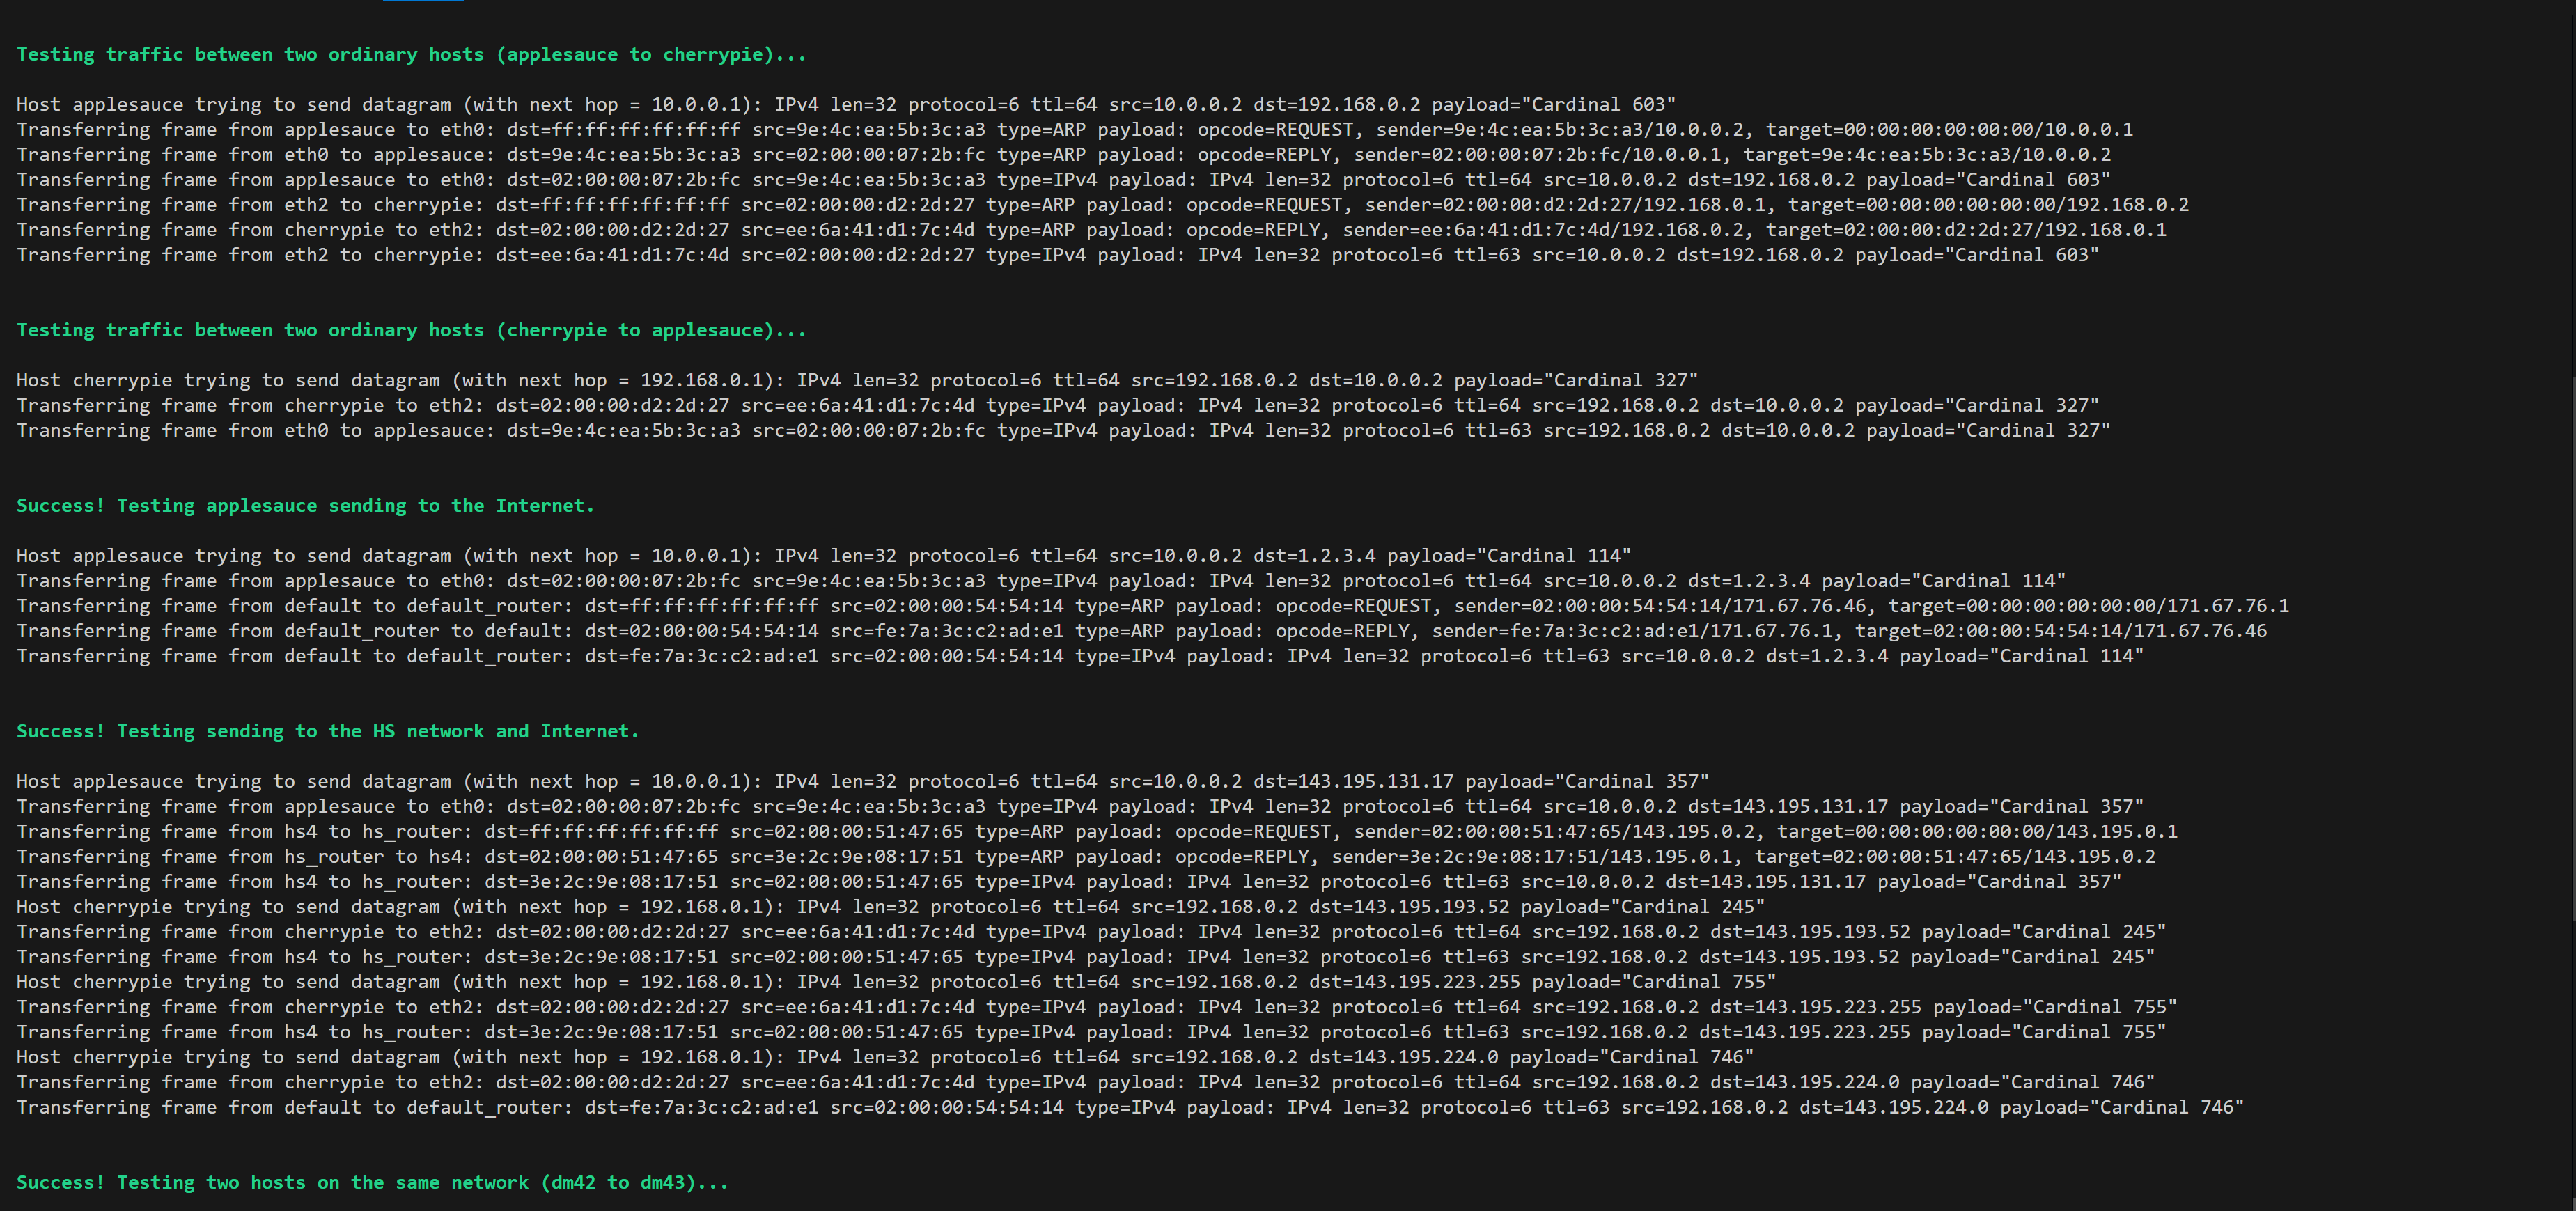 Testing traffic between two ordinary hosts (applesauce to cherrypie)...
Host applesauce trying to send datagram (with next hop = 10.0.0.1): IPv4 len=32 protocol=6 ttl=64 src=10.0.0.2 dst=192.168.0.2 payload="Cardinal 603"
Transferring frame from applesauce to eth0: dst=ff:ff:ff:ff:ff:ff src=9e:4c:ea:5b:3c:a3 type=ARP payload: opcode=REQUEST, sender=9e:4c:ea:5b:3c:a3/10.0.0.2, target=00:00:00:00:00:00/10.0.0.1
Transferring frame from eth0 to applesauce: dst=9e:4c:ea:5b:3c:a3 src=02:00:00:07:2b:fc type=ARP payload: opcode=REPLY, sender=02:00:00:07:2b:fc/10.0.0.1, target=9e:4c:ea:5b:3c:a3/10.0.0.2
Transferring frame from applesauce to eth0: dst=02:00:00:07:2b:fc src=9e:4c:ea:5b:3c:a3 type=IPv4 payload: IPv4 len=32 protocol=6 ttl=64 src=10.0.0.2 dst=192.168.0.2 payload="Cardinal 603"
Transferring frame from eth2 to cherrypie: dst=ff:ff:ff:ff:ff:ff src=02:00:00:d2:2d:27 type=ARP payload: opcode=REQUEST, sender=02:00:00:d2:2d:27/192.168.0.1, target=00:00:00:00:00:00/192.168.0.2
Transferring frame from cherrypie to eth2: dst=02:00:00:d2:2d:27 src=ee:6a:41:d1:7c:4d type=ARP payload: opcode=REPLY, sender=ee:6a:41:d1:7c:4d/192.168.0.2, target=02:00:00:d2:2d:27/192.168.0.1
Transferring frame from eth2 to cherrypie: dst=ee:6a:41:d1:7c:4d src=02:00:00:d2:2d:27 type=IPv4 payload: IPv4 len=32 protocol=6 ttl=63 src=10.0.0.2 dst=192.168.0.2 payload="Cardinal 603"
Testing traffic between two ordinary hosts (cherrypie to applesauce)...
Host cherrypie trying to send datagram (with next hop = 192.168.0.1): IPv4 len=32 protocol=6 ttl=64 src=192.168.0.2 dst=10.0.0.2 payload="Cardinal 327"
Transferring frame from cherrypie to eth2: dst=02:00:00:d2:2d:27 src=ee:6a:41:d1:7c:4d type=IPv4 payload: IPv4 len=32 protocol=6 ttl=64 src=192.168.0.2 dst=10.0.0.2 payload="Cardinal 327"
Transferring frame from eth0 to applesauce: dst=9e:4c:ea:5b:3c:a3 src=02:00:00:07:2b:fc type=IPv4 payload: IPv4 len=32 protocol=6 ttl=63 src=192.168.0.2 dst=10.0.0.2 payload="Cardinal 327"
Success! Testing applesauce sending to the Internet.
Host applesauce trying to send datagram (with next hop = 10.0.0.1): IPv4 len=32 protocol=6 ttl=64 src=10.0.0.2 dst=1.2.3.4 payload="Cardinal 114"
Transferring frame from applesauce to eth0: dst=02:00:00:07:2b:fc src=9e:4c:ea:5b:3c:a3 type=IPv4 payload: IPv4 len=32 protocol=6 ttl=64 src=10.0.0.2 dst=1.2.3.4 payload="Cardinal 114"
Transferring frame from default to default_router: dst=ff:ff:ff:ff:ff:ff src=02:00:00:54:54:14 type=ARP payload: opcode=REQUEST, sender=02:00:00:54:54:14/171.67.76.46, target=00:00:00:00:00:00/171.67.76.1
Transferring frame from default_router to default: dst=02:00:00:54:54:14 src=fe:7a:3c:c2:ad:e1 type=ARP payload: opcode=REPLY, sender=fe:7a:3c:c2:ad:e1/171.67.76.1, target=02:00:00:54:54:14/171.67.76.46
Transferring frame from default to default_router: dst=fe:7a:3c:c2:ad:e1 src=02:00:00:54:54:14 type=IPv4 payload: IPv4 len=32 protocol=6 ttl=63 src=10.0.0.2 dst=1.2.3.4 payload="Cardinal 114"
Success! Testing sending to the HS network and Internet.
Host applesauce trying to send datagram (with next hop = 10.0.0.1): IPv4 len=32 protocol=6 ttl=64 src=10.0.0.2 dst=143.195.131.17 payload="Cardinal 357"
Transferring frame from applesauce to eth0: dst=02:00:00:07:2b:fc src=9e:4c:ea:5b:3c:a3 type=IPv4 payload: IPv4 len=32 protocol=6 ttl=64 src=10.0.0.2 dst=143.195.131.17 payload="Cardinal 357"
Transferring frame from hs4 to hs_router: dst=ff:ff:ff:ff:ff:ff src=02:00:00:51:47:65 type=ARP payload: opcode=REQUEST, sender=02:00:00:51:47:65/143.195.0.2, target=00:00:00:00:00:00/143.195.0.1
Transferring frame from hs_router to hs4: dst=02:00:00:51:47:65 src=3e:2c:9e:08:17:51 type=ARP payload: opcode=REPLY, sender=3e:2c:9e:08:17:51/143.195.0.1, target=02:00:00:51:47:65/143.195.0.2
Transferring frame from hs4 to hs_router: dst=3e:2c:9e:08:17:51 src=02:00:00:51:47:65 type=IPv4 payload: IPv4 len=32 protocol=6 ttl=63 src=10.0.0.2 dst=143.195.131.17 payload="Cardinal 357"
Host cherrypie trying to send datagram (with next hop = 192.168.0.1): IPv4 len=32 protocol=6 ttl=64 src=192.168.0.2 dst=143.195.193.52 payload="Cardinal 245"
Transferring frame from cherrypie to eth2: dst=02:00:00:d2:2d:27 src=ee:6a:41:d1:7c:4d type=IPv4 payload: IPv4 len=32 protocol=6 ttl=64 src=192.168.0.2 dst=143.195.193.52 payload="Cardinal 245"
Transferring frame from hs4 to hs_router: dst=3e:2c:9e:08:17:51 src=02:00:00:51:47:65 type=IPv4 payload: IPv4 len=32 protocol=6 ttl=63 src=192.168.0.2 dst=143.195.193.52 payload="Cardinal 245"
Host cherrypie trying to send datagram (with next hop = 192.168.0.1): IPv4 len=32 protocol=6 ttl=64 src=192.168.0.2 dst=143.195.223.255 payload="Cardinal 755"
Transferring frame from cherrypie to eth2: dst=02:00:00:d2:2d:27 src=ee:6a:41:d1:7c:4d type=IPv4 payload: IPv4 len=32 protocol=6 ttl=64 src=192.168.0.2 dst=143.195.223.255 payload="Cardinal 755"
Transferring frame from hs4 to hs_router: dst=3e:2c:9e:08:17:51 src=02:00:00:51:47:65 type=IPv4 payload: IPv4 len=32 protocol=6 ttl=63 src=192.168.0.2 dst=143.195.223.255 payload="Cardinal 755"
Host cherrypie trying to send datagram (with next hop = 192.168.0.1): IPv4 len=32 protocol=6 ttl=64 src=192.168.0.2 dst=143.195.224.0 payload="Cardinal 746"
Transferring frame from cherrypie to eth2: dst=02:00:00:d2:2d:27 src=ee:6a:41:d1:7c:4d type=IPv4 payload: IPv4 len=32 protocol=6 ttl=64 src=192.168.0.2 dst=143.195.224.0 payload="Cardinal 746"
Transferring frame from default to default_router: dst=fe:7a:3c:c2:ad:e1 src=02:00:00:54:54:14 type=IPv4 payload: IPv4 len=32 protocol=6 ttl=63 src=192.168.0.2 dst=143.195.224.0 payload="Cardinal 746"
Success! Testing two hosts on the same network (dm42 to dm43)...